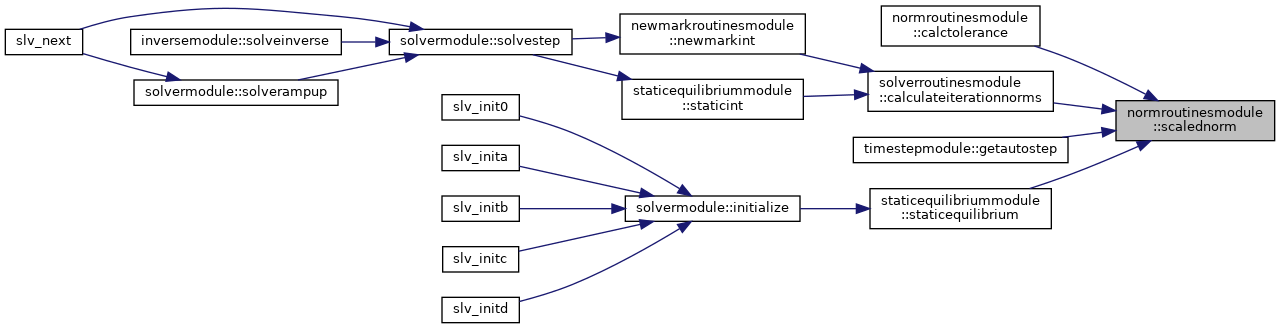 slv_next
inversemodule::solveinverse
solvermodule::solverampup
solvermodule::solvestep
newmarkroutinesmodule
::newmarkint
staticequilibriummodule
::staticint
normroutinesmodule
::calctolerance
solverroutinesmodule
::calculateiterationnorms
timestepmodule::getautostep
staticequilibriummodule
::staticequilibrium
normroutinesmodule
::scalednorm
slv_init0
slv_inita
slv_initb
slv_initc
slv_initd
solvermodule::initialize